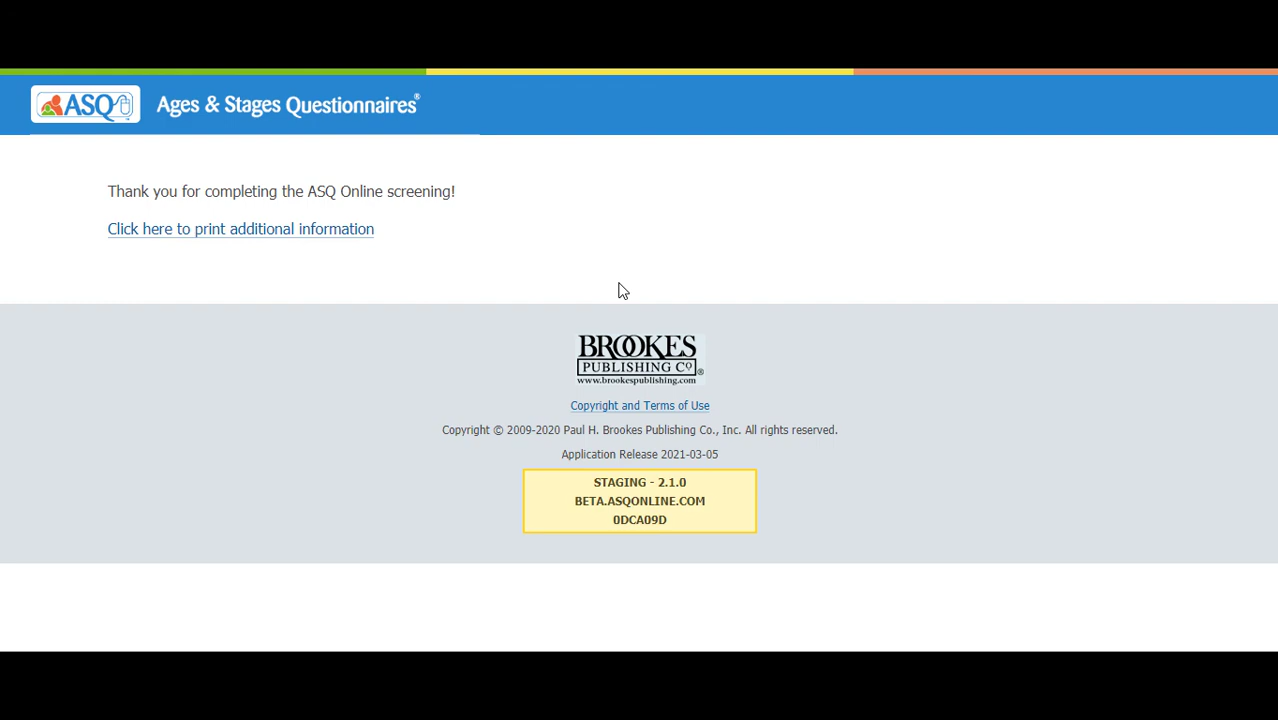 ASQ Ages & Stages Questionnaires®
Thank you for completing the ASQ Online screening!
Click here to print additional information
BROOKES
PUBLISHING Co ®
www.brookespublishing.com
Copyright and Terms of Use
Copyright © 2009-2020 Paul H. Brookes Publishing Co., Inc. All rights reserved.
Application Release 2021-03-05
STAGING - 2.1.0
BETA.ASQONLINE.COM
0DCA09D